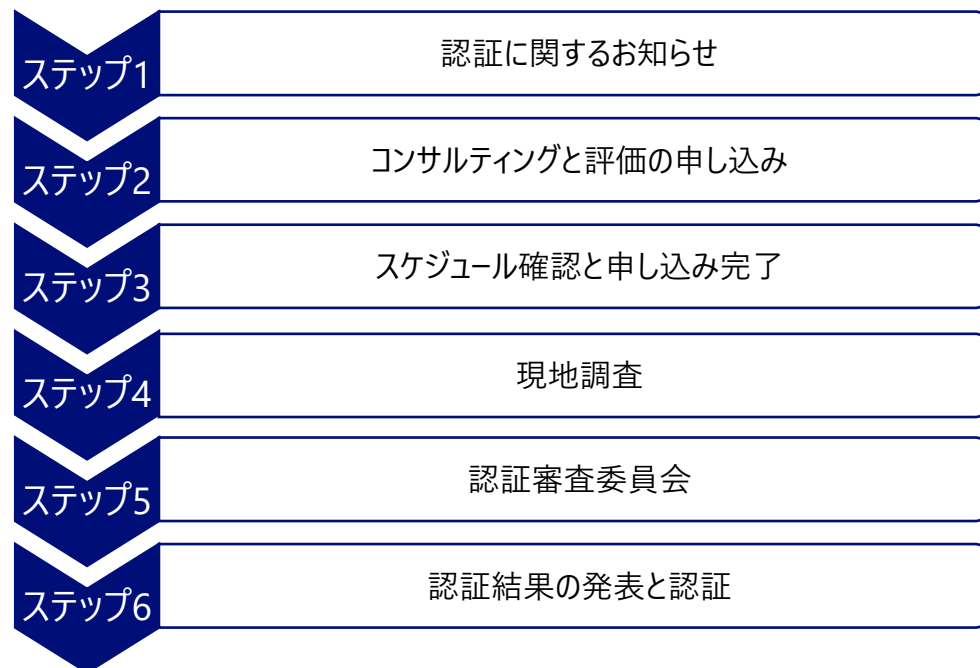 ステップ1
認証に関するお知らせ
ステップ2
コンサルティングと評価の申し込み
ステップ3
スケジュール確認と申し込み完了
ステップ4
現地調査
ステップ5
認証審査委員会
ステップ6
認証結果の発表と認証